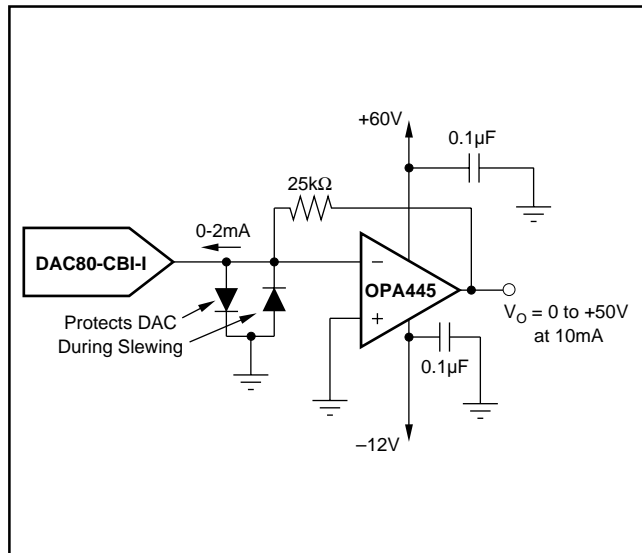 +60V
0.1µF
25kΩ
0-2mA
DAC80-CBI-I
–
OPA445
+
Protects DAC
During Slewing
V_O = 0 to +50V
at 10mA
0.1µF
–12V